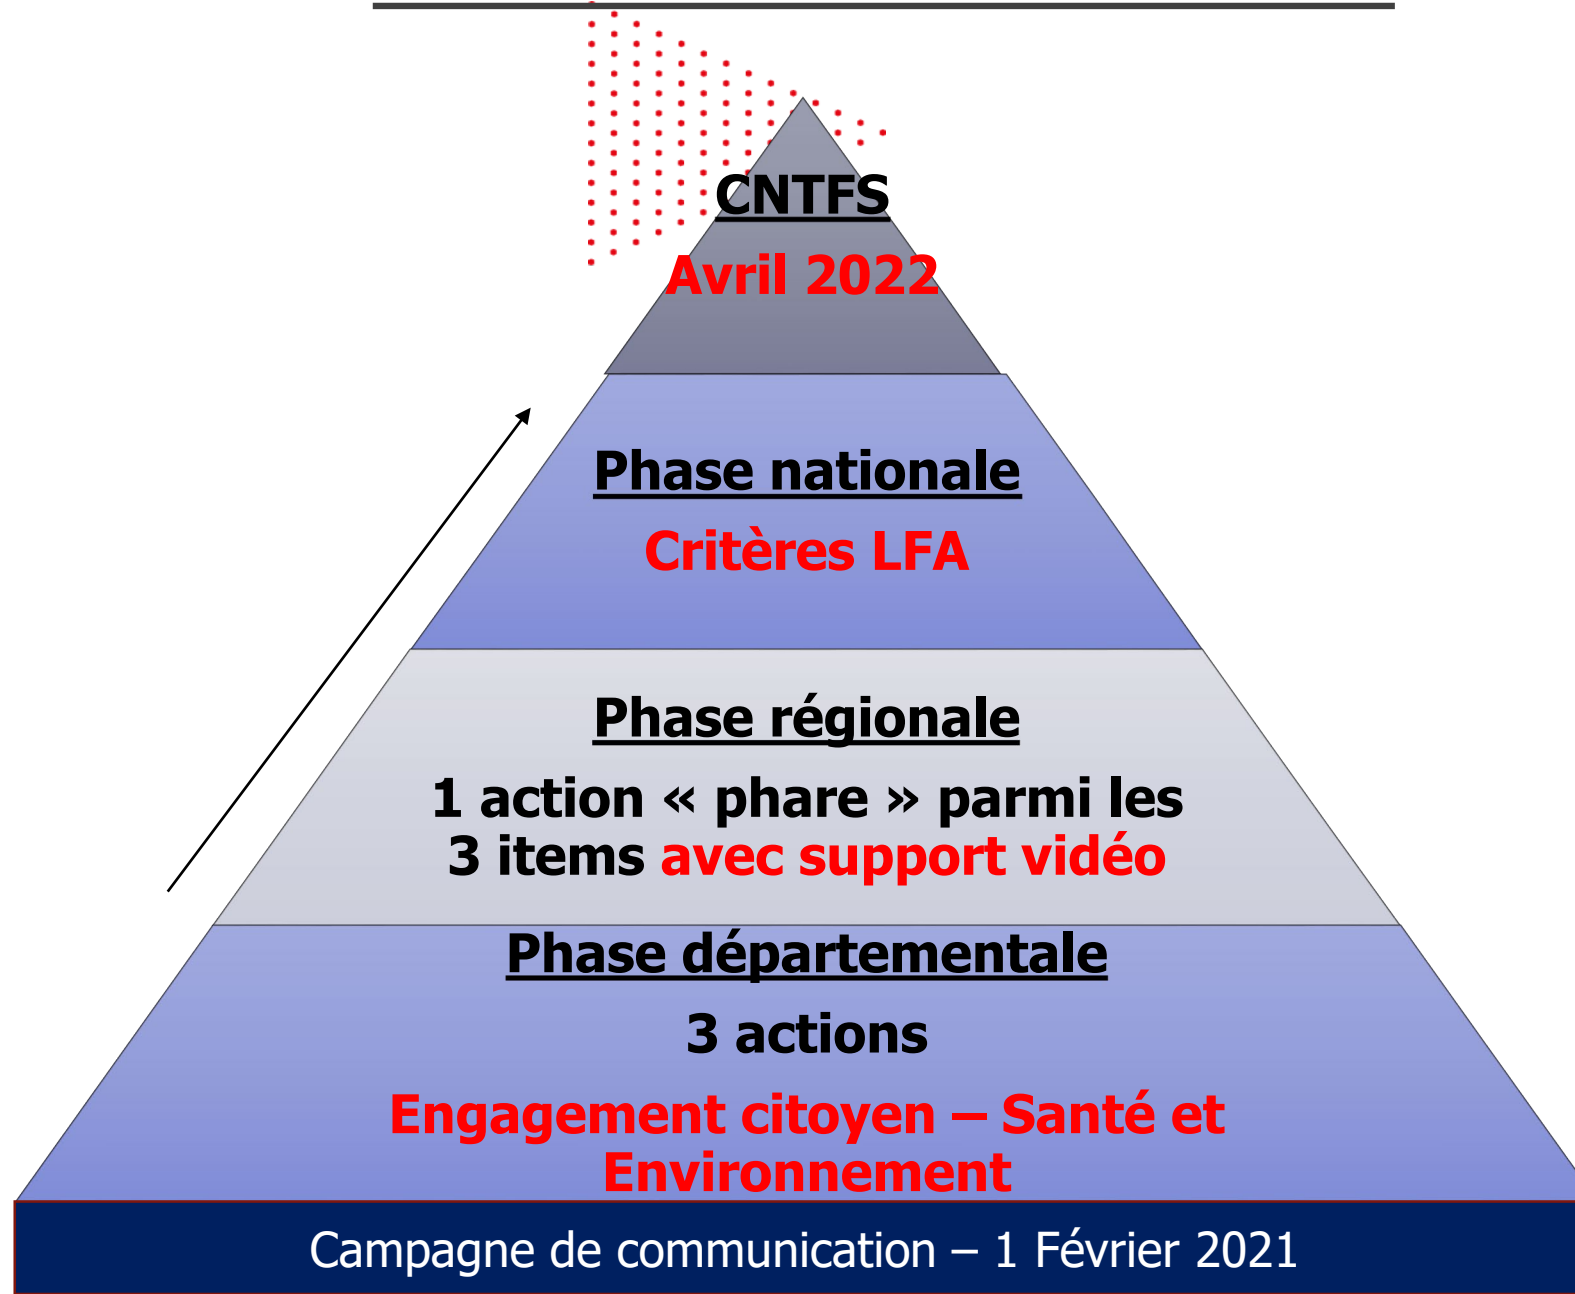 CNTFS
Avril 2022
Phase nationale
Critères LFA
Phase régionale
1 action « phare » parmi les
3 items avec support vidéo
Phase départementale
3 actions
Engagement citoyen – Santé et
Environnement
Campagne de communication – 1 Février 2021